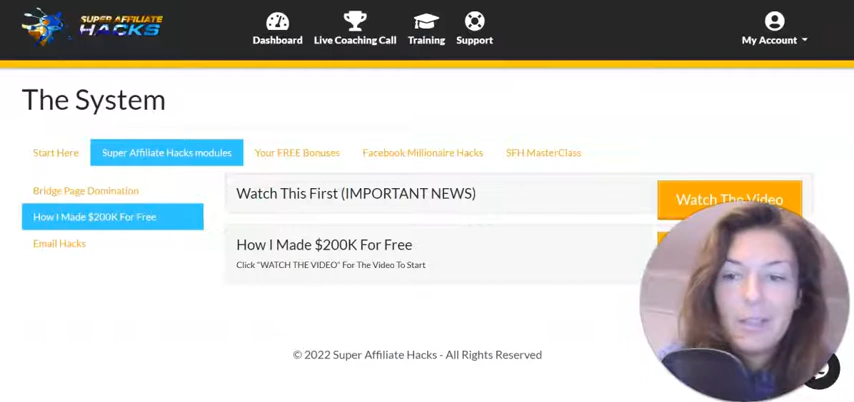 SUPER AFFILIATE
HACKS
Dashboard
Live Coaching Call
Training
Support
My Account
The System
Start Here
Super Affiliate Hacks modules
Your FREE Bonuses
Facebook Millionaire Hacks
SFH MasterClass
Bridge Page Domination
How I Made $200K For Free
Email Hacks
Watch This First (IMPORTANT NEWS)
Watch The Video
How I Made $200K For Free
Click "WATCH THE VIDEO" For The Video To Start
© 2022 Super Affiliate Hacks - All Rights Reserved